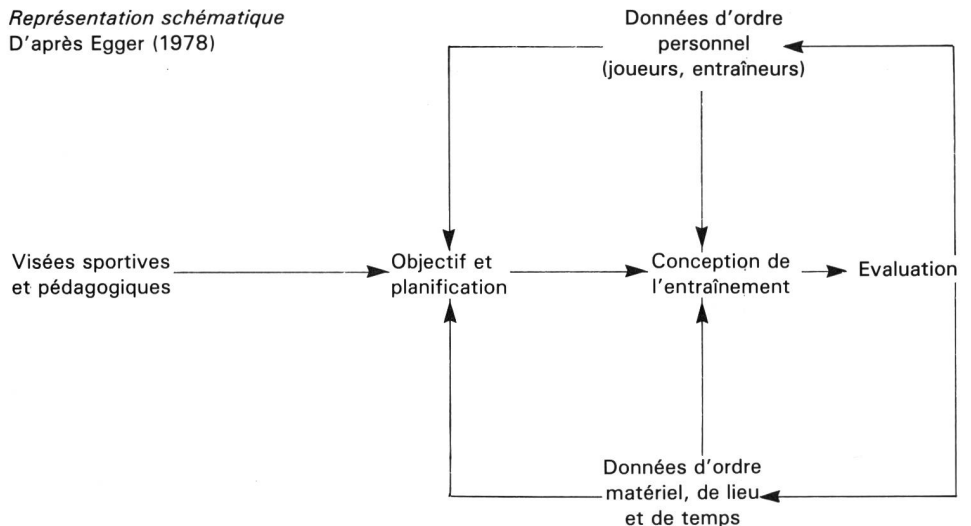 Représentation schématique
D'après Egger (1978)
Données d'ordre
personnel
(joueurs, entraîneurs)
Visées sportives
et pédagogiques
Objectif et
planification
Conception de
l'entraînement
Evaluation
Données d'ordre
matériel, de lieu
et de temps